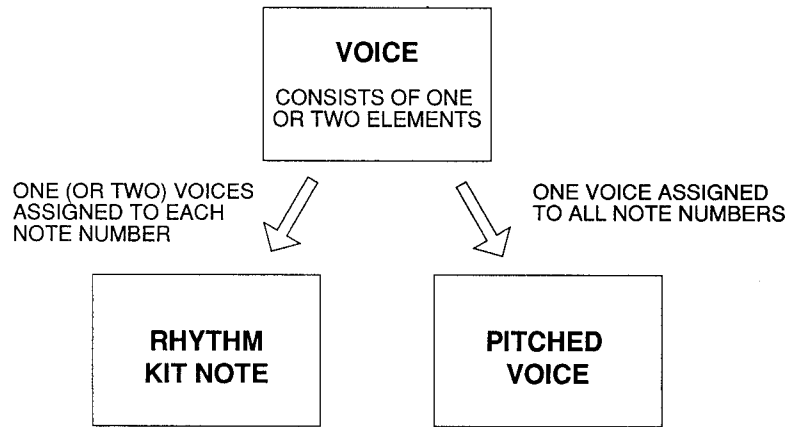 VOICE
CONSISTS OF ONE
OR TWO ELEMENTS
ONE (OR TWO) VOICES
ASSIGNED TO EACH
NOTE NUMBER
ONE VOICE ASSIGNED
TO ALL NOTE NUMBERS
RHYTHM
KIT NOTE
PITCHED
VOICE